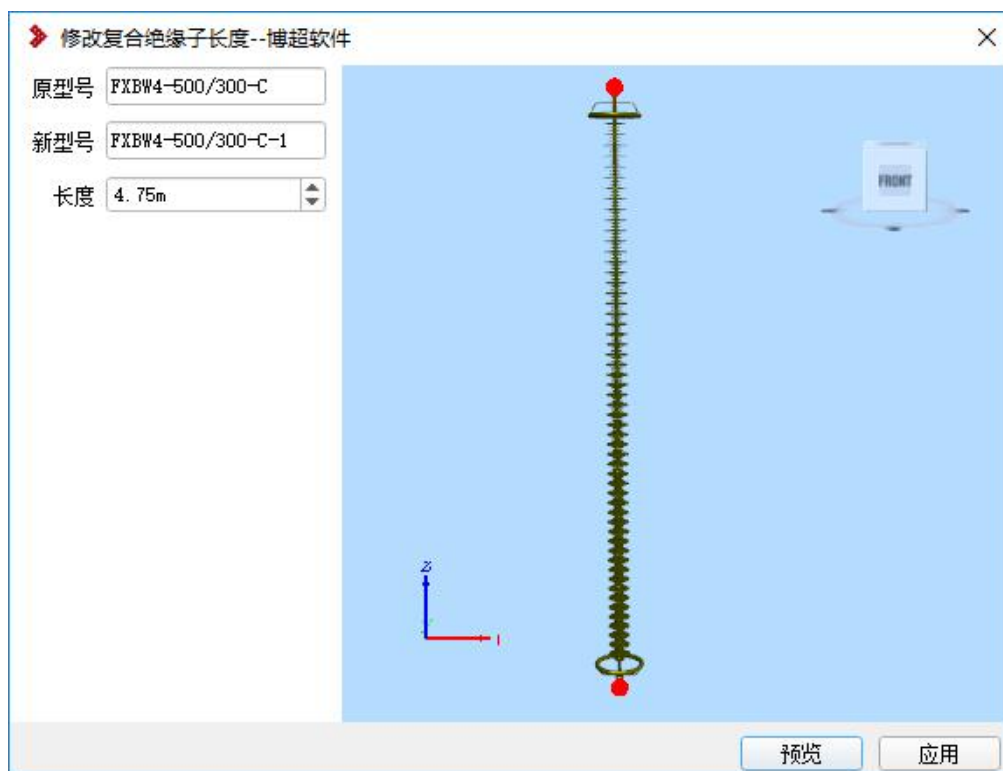 修改复合绝缘子长度--博超软件
原型号 FXBW4-500/300-C
新型号 FXBW4-500/300-C-1
长度 4.75m
FRONT
Z
预览 应用